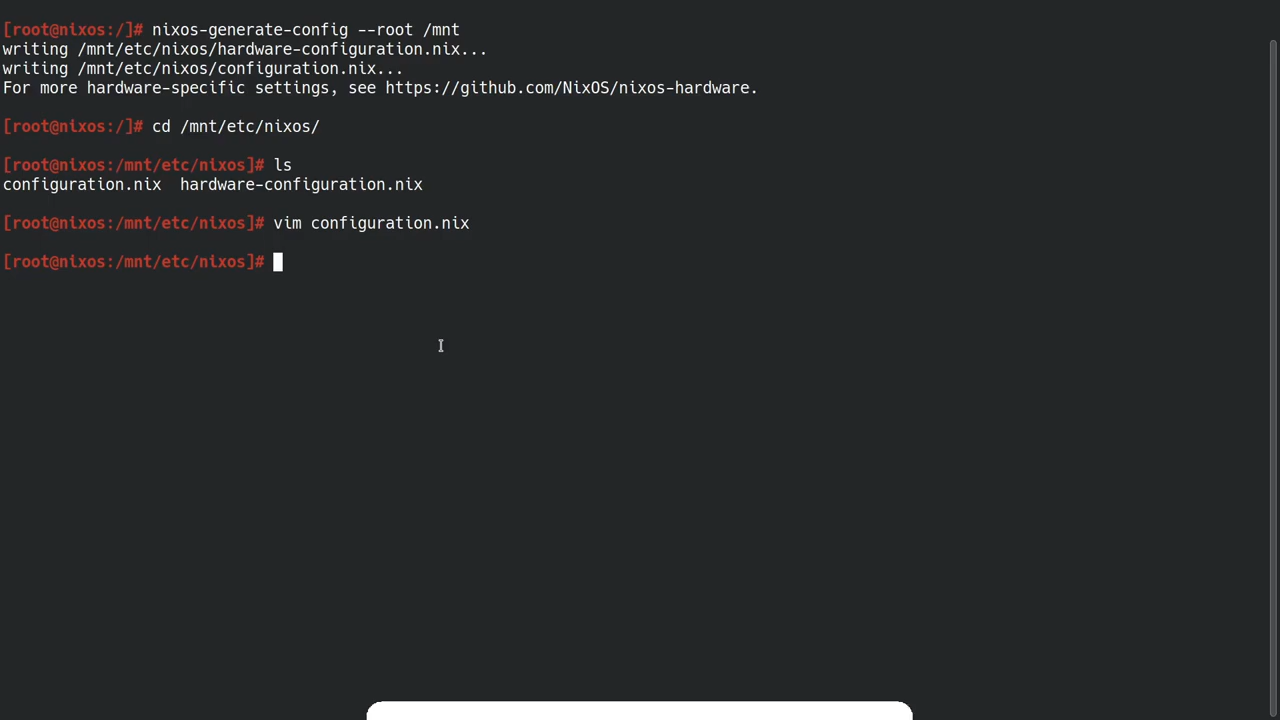 [root@nixos:/]# nixos-generate-config --root /mnt
writing /mnt/etc/nixos/hardware-configuration.nix...
writing /mnt/etc/nixos/configuration.nix...
For more hardware-specific settings, see https://github.com/NixOS/nixos-hardware.
[root@nixos:/]# cd /mnt/etc/nixos/
[root@nixos:/mnt/etc/nixos]# ls
configuration.nix  hardware-configuration.nix
[root@nixos:/mnt/etc/nixos]# vim configuration.nix
[root@nixos:/mnt/etc/nixos]#